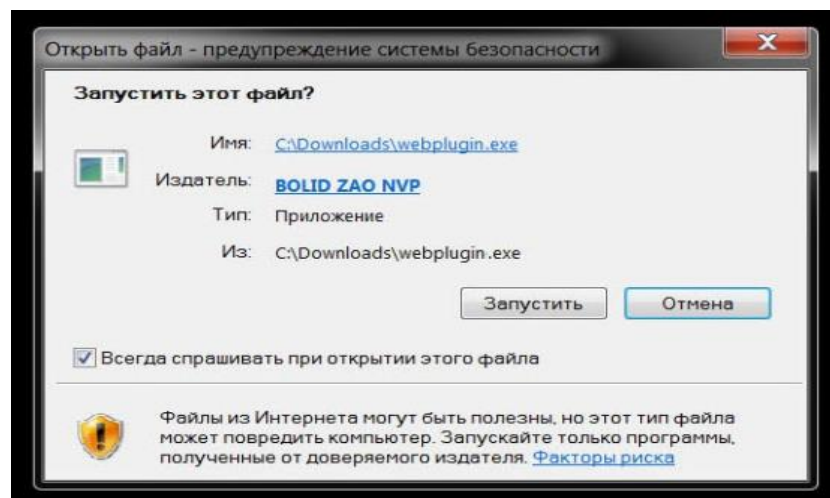 Открыть файл - предупреждение системы безопасности
Запустить этот файл?
Имя: C:\Downloads\webplugin.exe
Издатель: BOLID ZAO NVP
Тип: Приложение
Из: C:\Downloads\webplugin.exe
Запустить Отмена
Всегда спрашивать при открытии этого файла
Файлы из Интернета могут быть полезны, но этот тип файла
может повредить компьютер. Запускайте только программы,
полученные от доверяемого издателя. Факторы риска